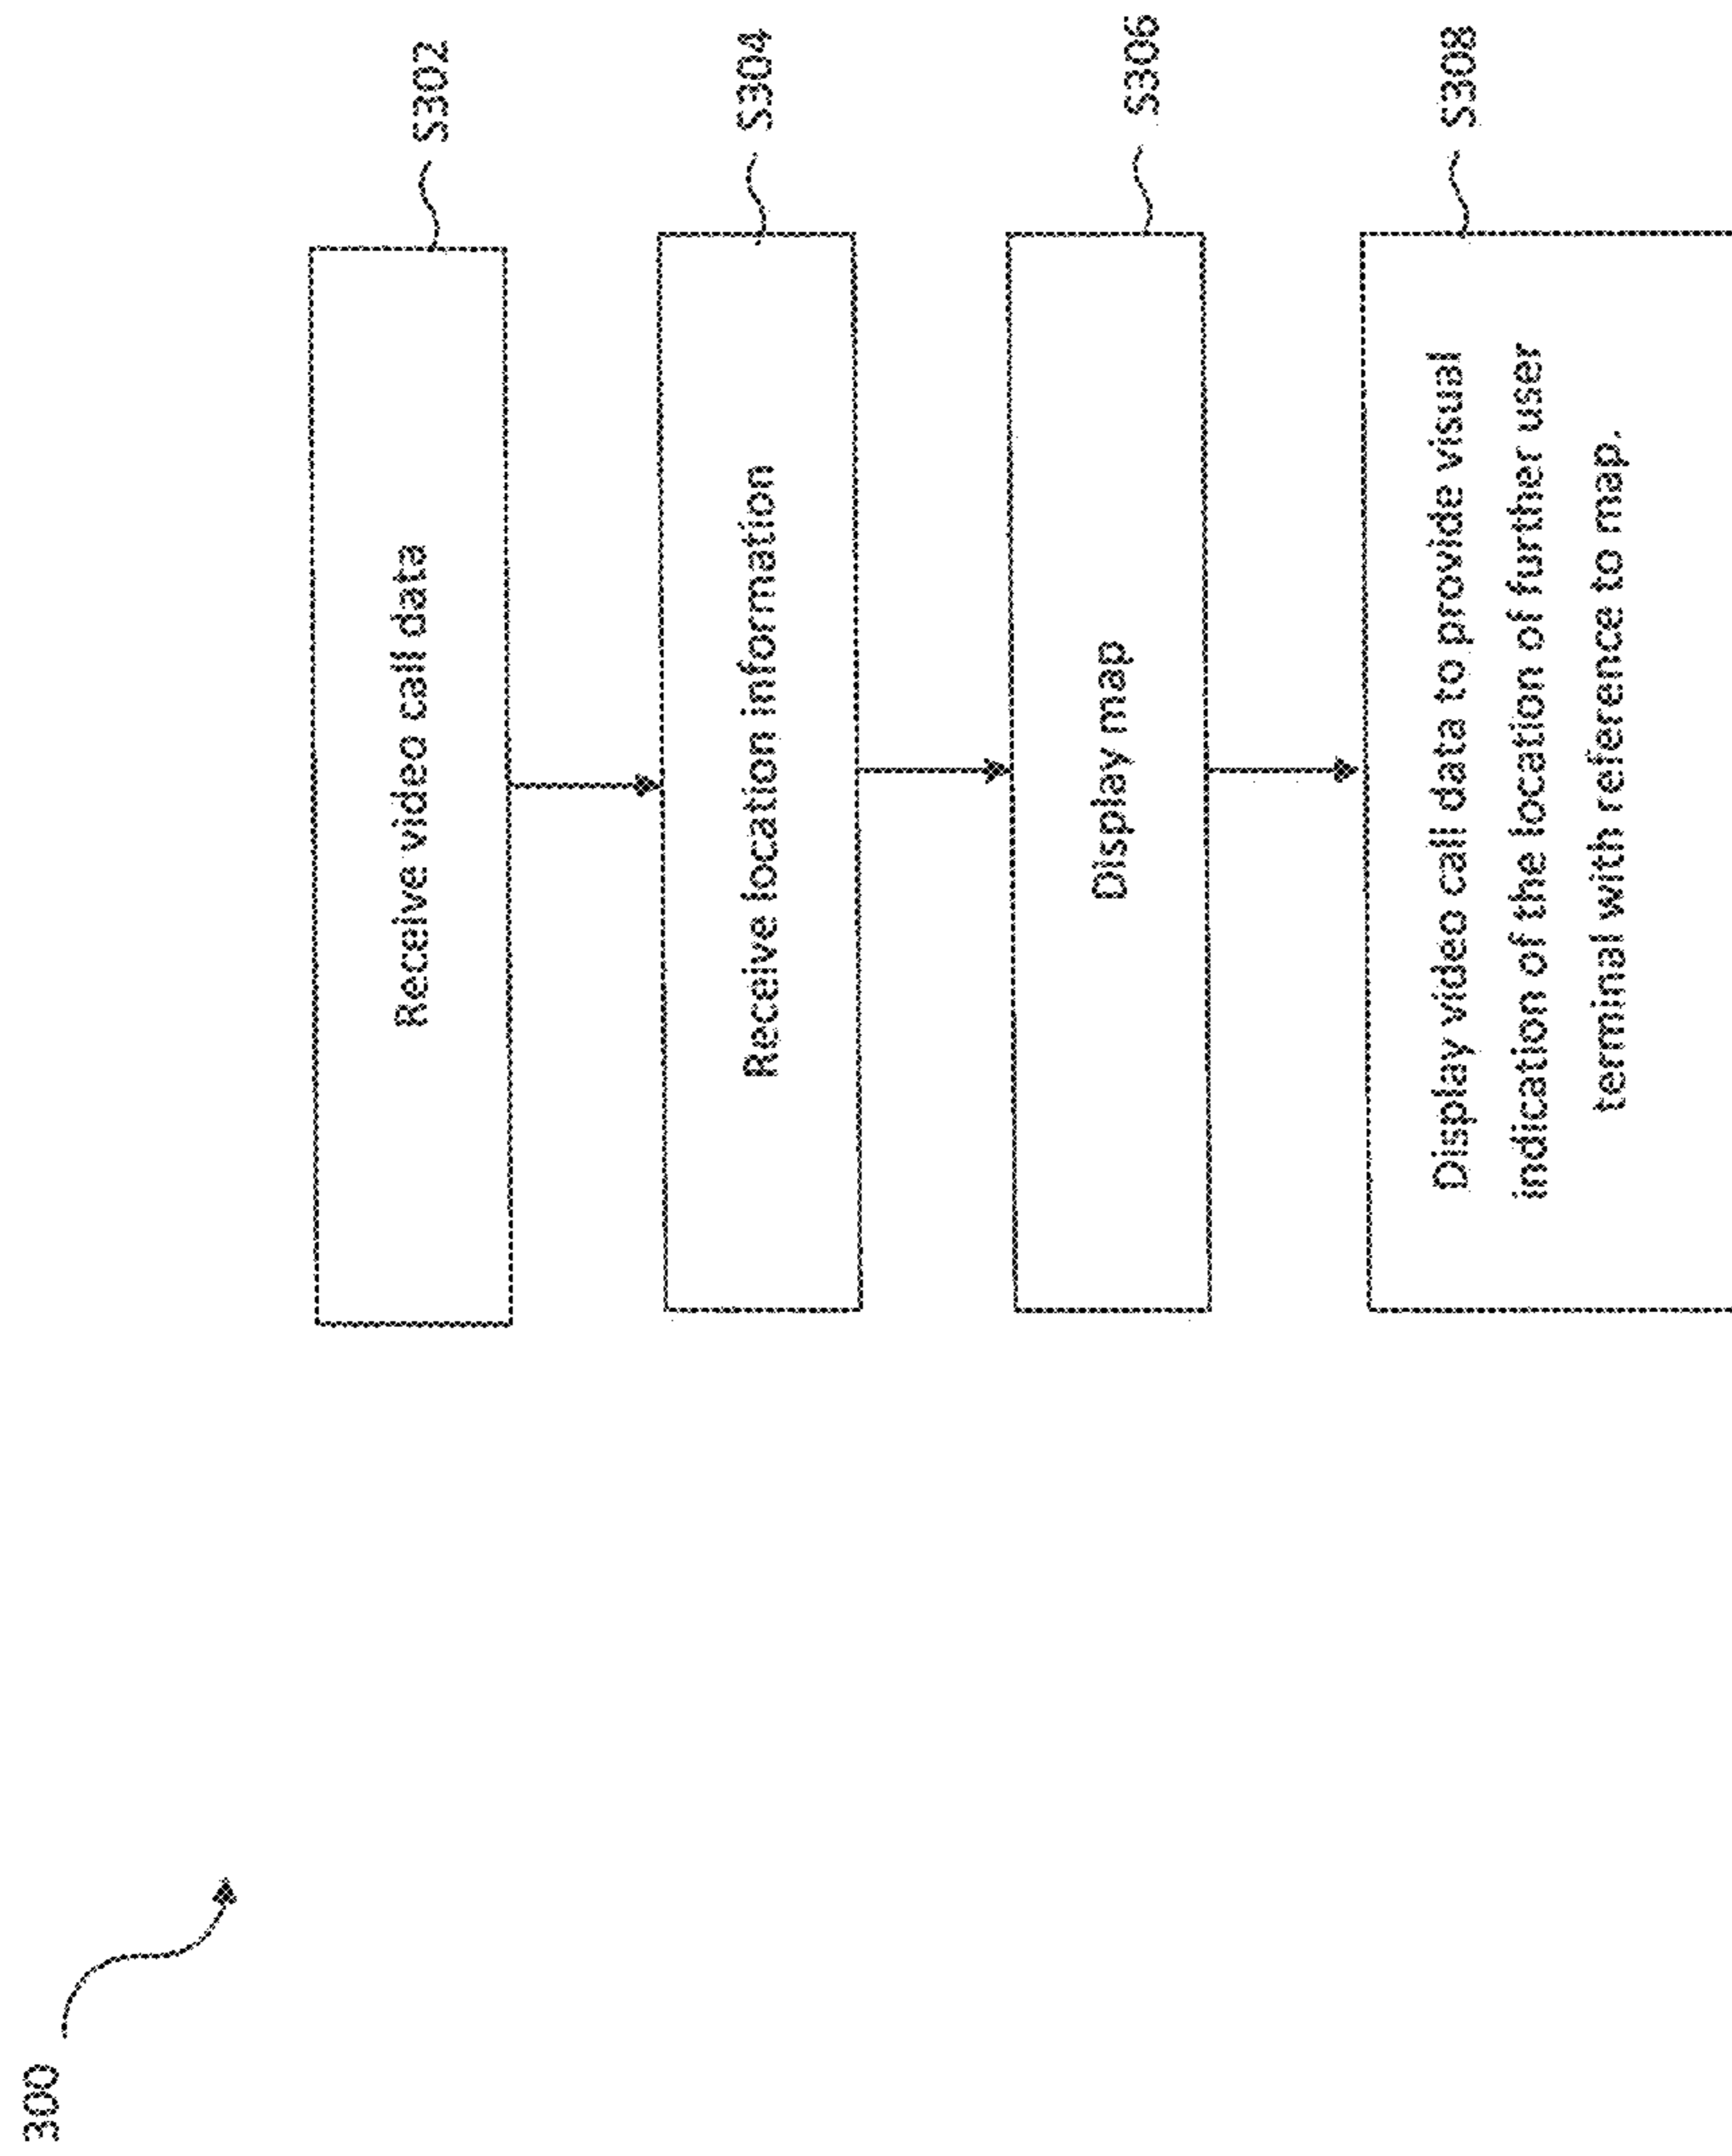 300
Receive video call data
S302
Receive location information
S304
Display map
S306
Display video call data to provide visual
indication of the location of further user
terminal with reference to map.
S308